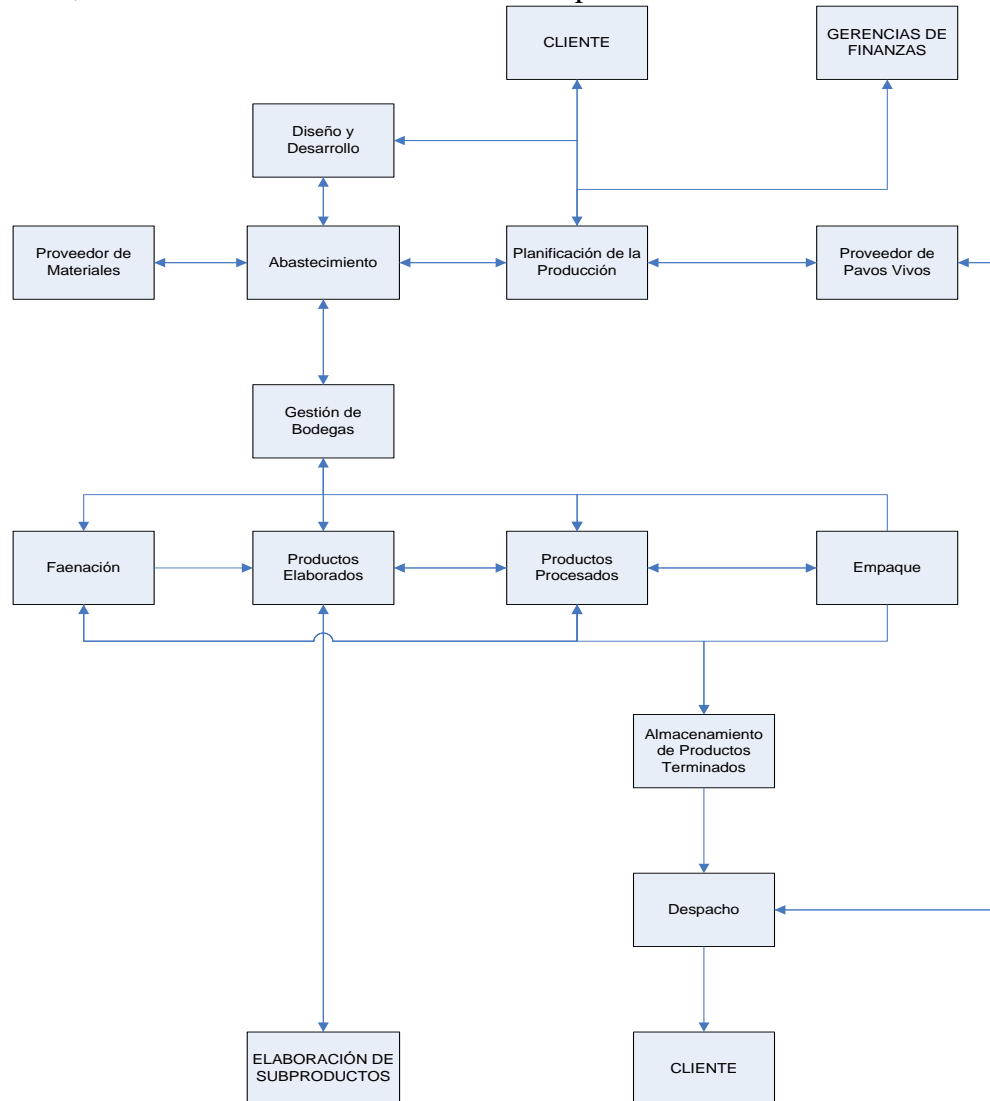 CLIENTE
GERENCIAS DE
FINANZAS
Diseño y
Desarrollo
Proveedor de
Materiales
Abastecimiento
Planificación de la
Producción
Proveedor de
Pavos Vivos
Gestión de
Bodegas
Faenación
Productos
Elaborados
Productos
Procesados
Empaque
Almacenamiento
de Productos
Terminados
Despacho
ELABORACIÓN DE
SUBPRODUCTOS
CLIENTE